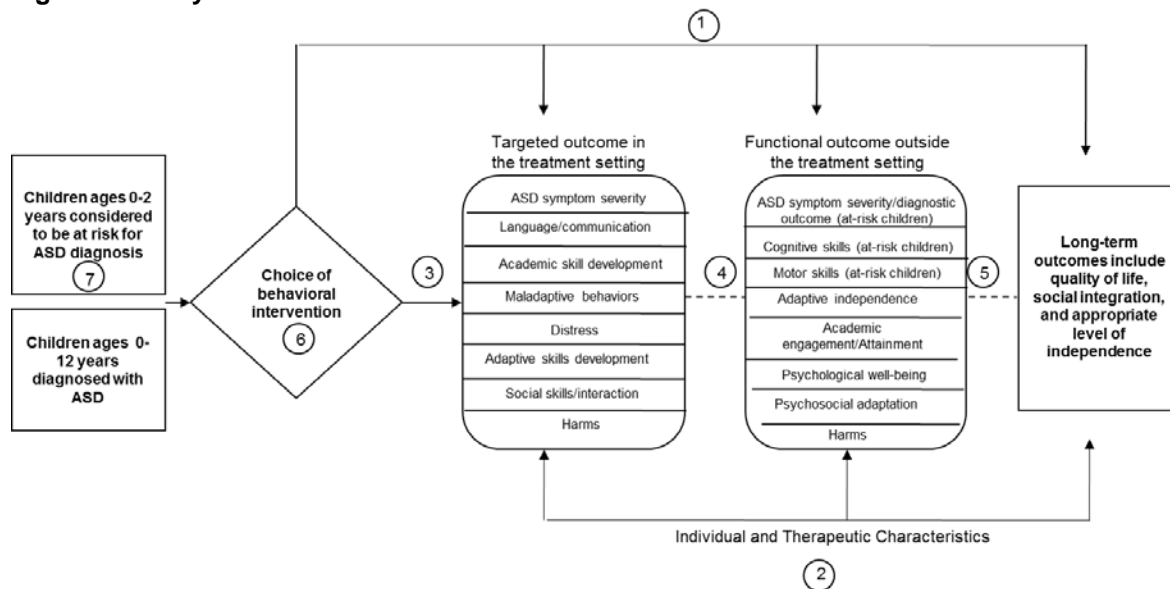 1
Targeted outcome in
the treatment setting
Functional outcome outside
the treatment setting
Children ages 0-2
years considered
to be at risk for
ASD diagnosis
7
Children ages 0-
12 years
diagnosed with
ASD
Choice of
behavioral
intervention
6
3
ASD symptom severity
Language/communication
Academic skill development
Maladaptive behaviors
Distress
Adaptive skills development
Social skills/interaction
Harms
4
ASD symptom severity/diagnostic
outcome (at-risk children)
Cognitive skills (at-risk children)
Motor skills (at-risk children)
Adaptive independence
Academic
engagement/Attainment
Psychological well-being
Psychosocial adaptation
Harms
5
Long-term
outcomes include
quality of life,
social integration,
and appropriate
level of
independence
Individual and Therapeutic Characteristics
2